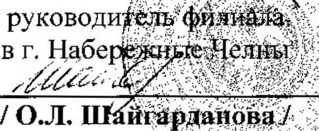 руководитель филиала
в г. Набережные Челны
/ О.Л. Шайгарданова /